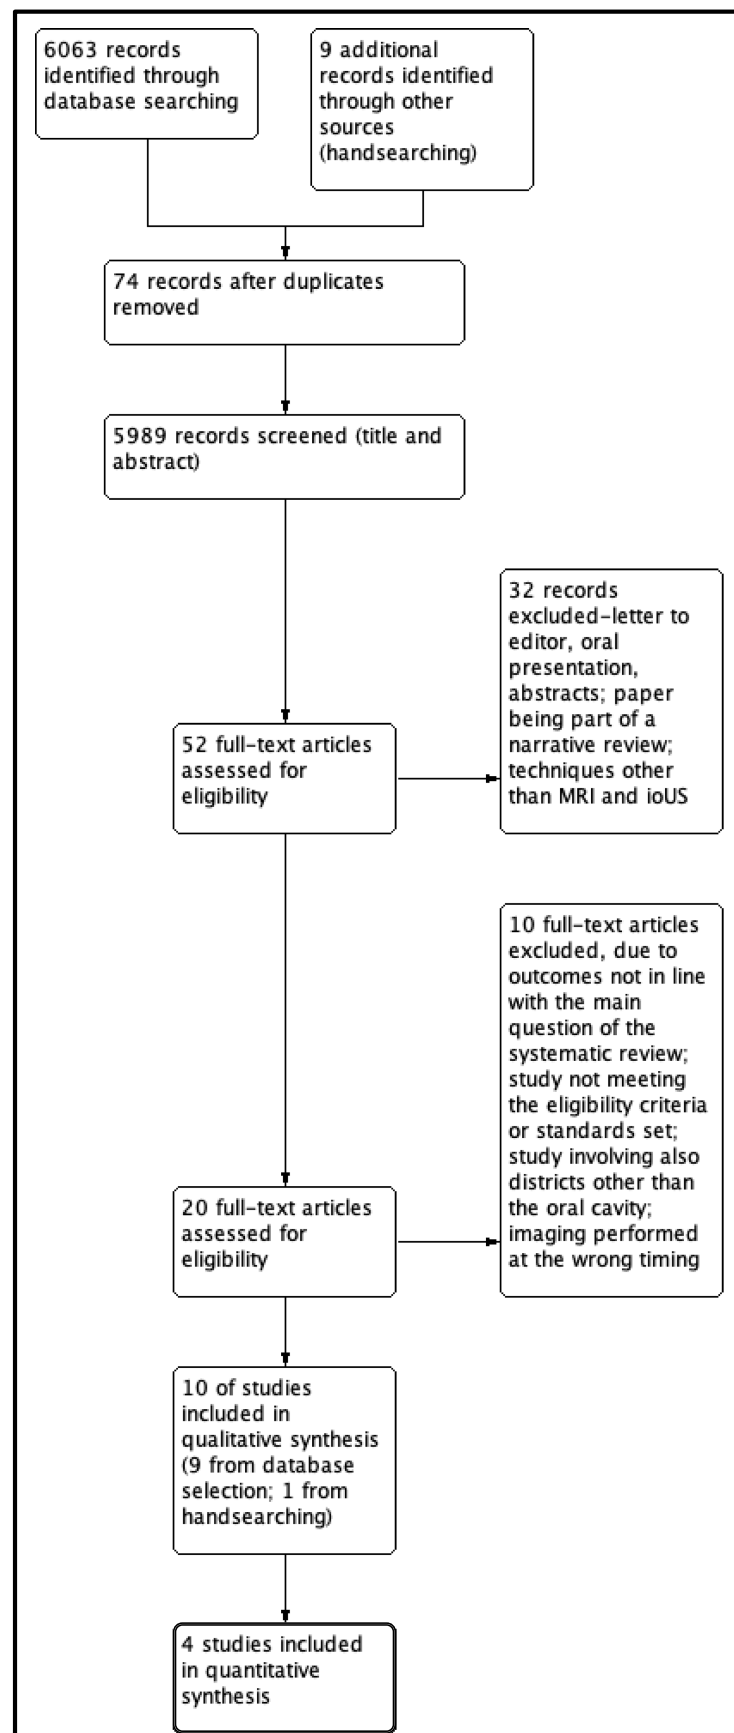 6063 records
identified through
database searching
9 additional
records identified
through other
sources
(handsearching)
74 records after duplicates
removed
5989 records screened (title and
abstract)
32 records
excluded–letter to
editor, oral
presentation,
abstracts; paper
being part of a
narrative review;
techniques other
than MRI and ioUS
52 full–text articles
assessed for
eligibility
10 full–text articles
excluded, due to
outcomes not in line
with the main
question of the
systematic review;
study not meeting
the eligibility criteria
or standards set;
study involving also
districts other than
the oral cavity;
imaging performed
at the wrong timing
20 full–text articles
assessed for
eligibility
10 of studies
included in
qualitative synthesis
(9 from database
selection; 1 from
handsearching)
4 studies included
in quantitative
synthesis